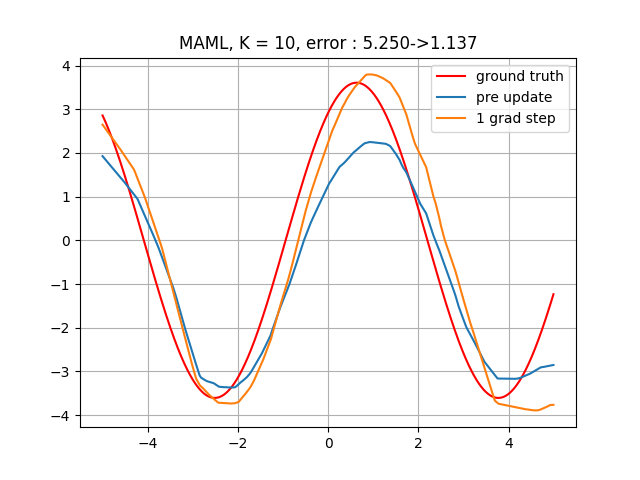 MAML, K = 10, error : 5.250->1.137
ground truth
pre update
1 grad step
4
3
2
1
0
−1
−2
−3
−4
−4 −2 0 2 4